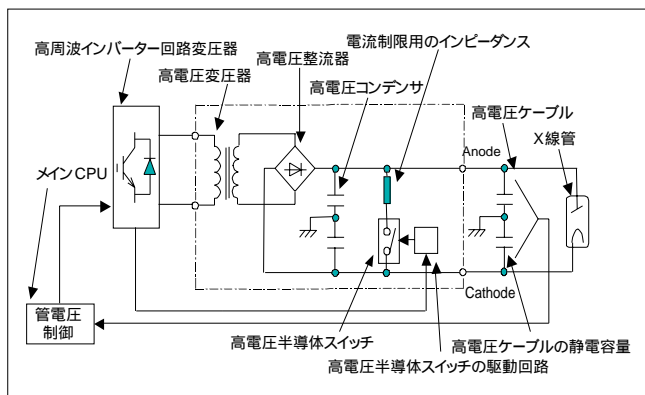 高周波インバーター回路変圧器
高電圧変圧器
高電圧整流器
高電圧コンデンサ
電流制限用のインピーダンス
高電圧ケーブル
X線管
メインCPU
Anode
Cathode
管電圧
制御
高電圧半導体スイッチ
高電圧半導体スイッチの駆動回路
高電圧ケーブルの静電容量